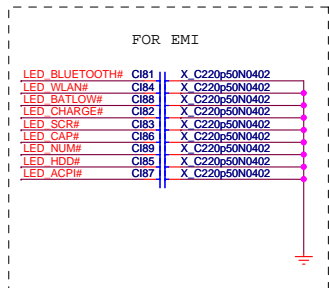 FOR EMI
LED_BLUETOOTH# CI81 X_C220p50N0402
LED_WLAN# CI84 X_C220p50N0402
LED_BATLOW# CI88 X_C220p50N0402
LED_CHARGE# CI82 X_C220p50N0402
LED_SCR# CI83 X_C220p50N0402
LED_CAP# CI86 X_C220p50N0402
LED_NUM# CI89 X_C220p50N0402
LED_HDD# CI85 X_C220p50N0402
LED_ACPI# CI87 X_C220p50N0402